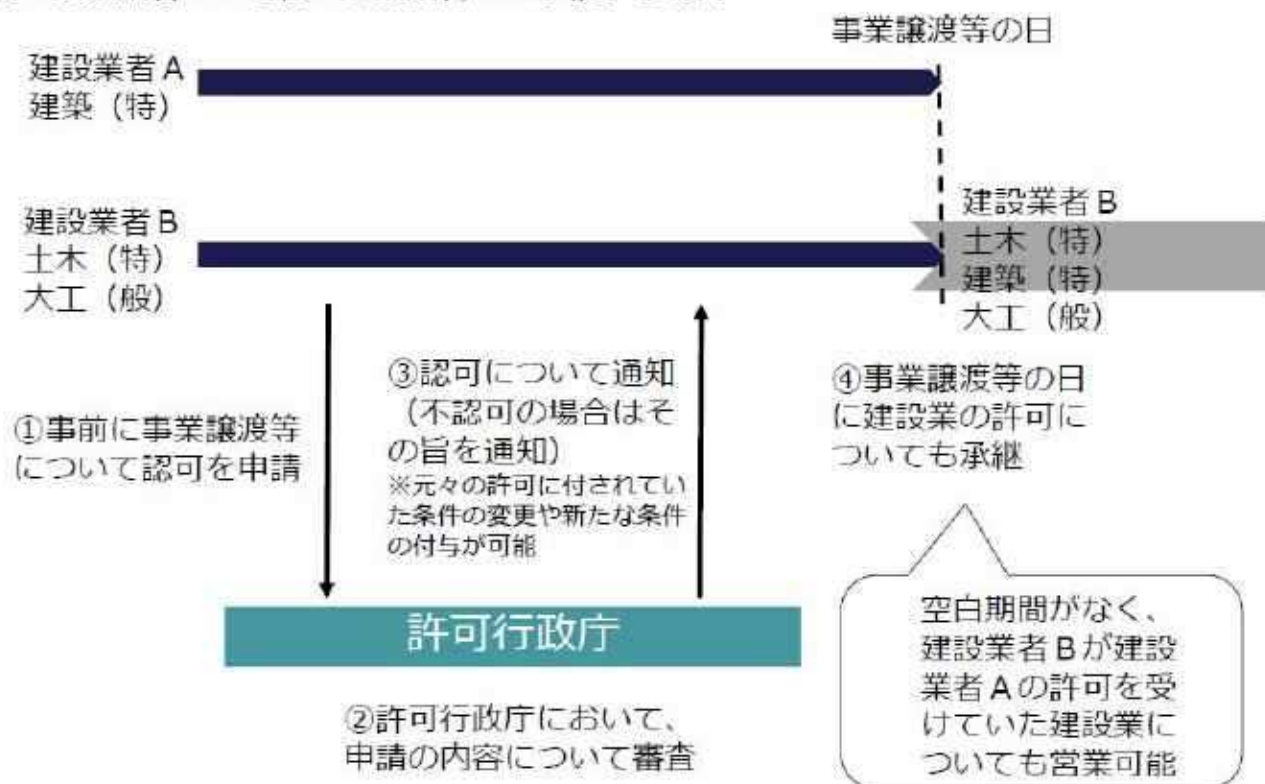 事業譲渡等の日
建設業者A
建築（特）
建設業者B
土木（特）
大工（般）
建設業者B
土木（特）
建築（特）
大工（般）
①事前に事業譲渡等
について認可を申請
③認可について通知
（不認可の場合はそ
の旨を通知）
※元々の許可に付されてい
た条件の変更や新たな条件
の付与が可能
④事業譲渡等の日
に建設業の許可に
ついても承継
許可行政庁
②許可行政庁において、
申請の内容について審査
空白期間がなく、
建設業者Bが建設
業者Aの許可を受
けていた建設業に
ついても営業可能